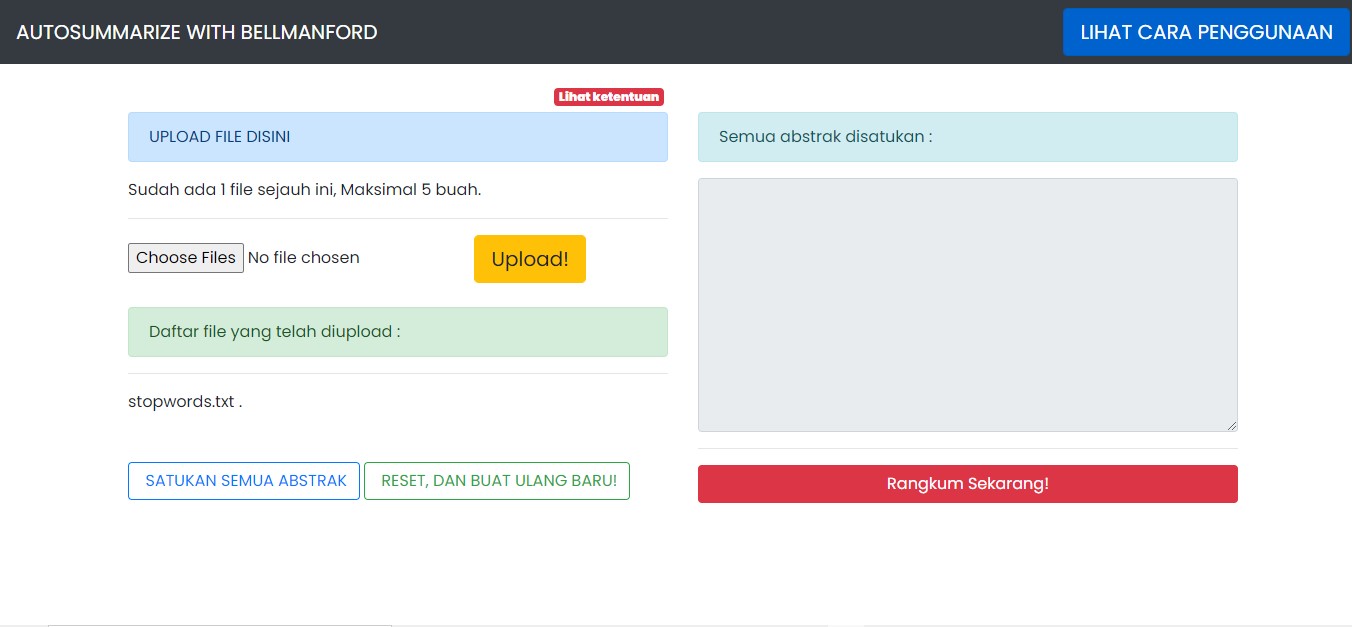 AUTOSUMMARIZE WITH BELLMANFORD
LIHAT CARA PENGGUNAAN
Lihat ketentuan
UPLOAD FILE DISINI
Sudah ada 1 file sejauh ini, Maksimal 5 buah.
Choose Files No file chosen
Upload!
Daftar file yang telah diupload :
stopwords.txt .
SATUKAN SEMUA ABSTRAK
RESET, DAN BUAT ULANG BARU!
Semua abstrak disatukan :
Rangkum Sekarang!